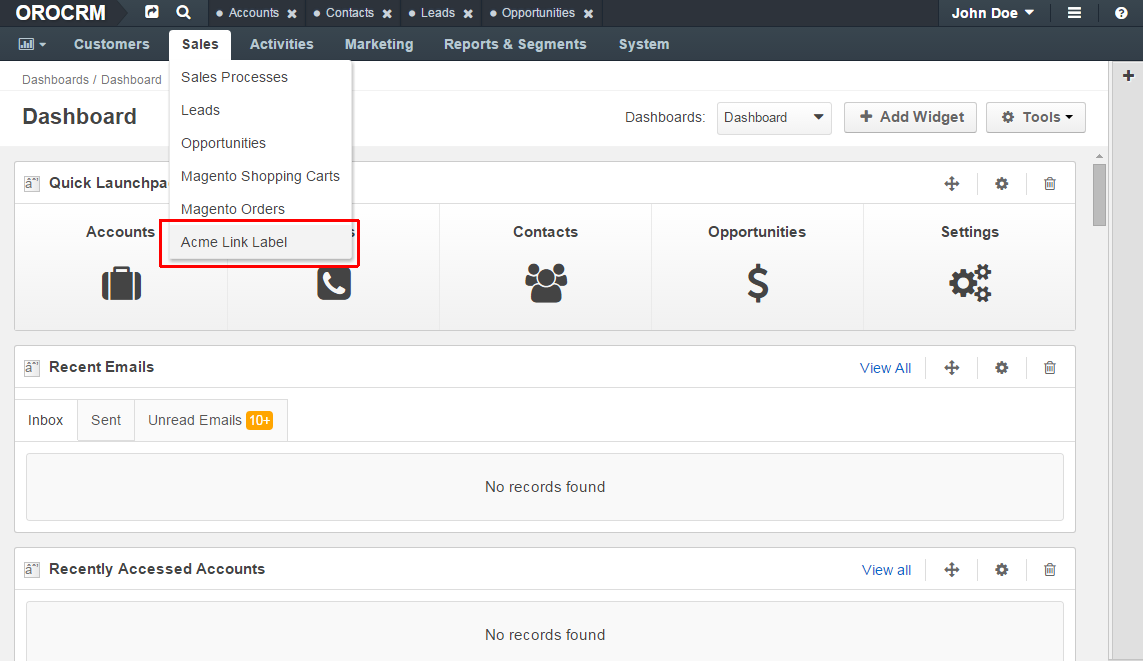 OROCRM Accounts Contacts Leads Opportunities John Doe
Customers Sales Activities Marketing Reports & Segments System
Dashboards / Dashboard
Sales Processes
Leads
Opportunities
Magento Shopping Carts
Magento Orders
Acme Link Label
Dashboard
Dashboards: Dashboard + Add Widget Tools
Quick Launchpa
Accounts s Contacts Opportunities Settings
Recent Emails View All
Inbox Sent Unread Emails 10+
No records found
Recently Accessed Accounts View all
No records found